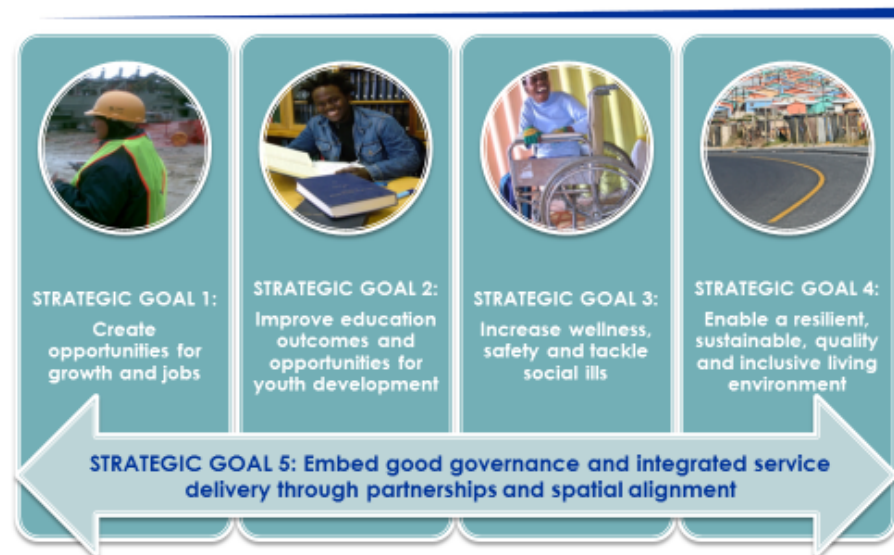 STRATEGIC GOAL 1:
Create
opportunities for
growth and jobs
STRATEGIC GOAL 2:
Improve education
outcomes and
opportunities for
youth development
STRATEGIC GOAL 3:
Increase wellness,
safety and tackle
social ills
STRATEGIC GOAL 4:
Enable a resilient,
sustainable, quality
and inclusive living
environment
STRATEGIC GOAL 5: Embed good governance and integrated service
delivery through partnerships and spatial alignment